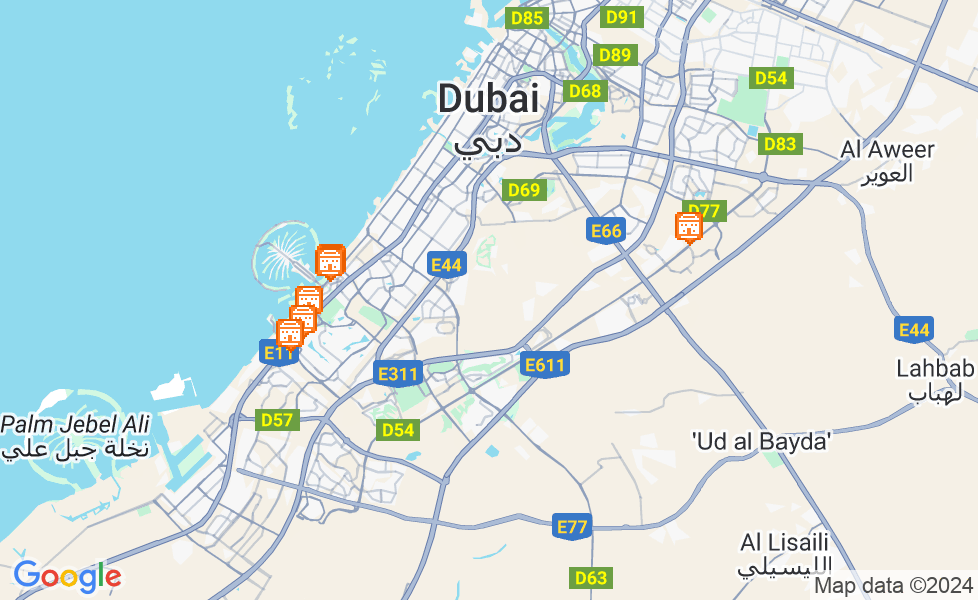 D85
D91
D89
D54
D68
Dubai
دبي
D83
Al Aweer
العوير
D69
D77
E66
E44
E11
E311
E611
E44
Lahbab
لهباب
Palm Jebel Ali
نخلة جبل علي
D57
D54
'Ud al Bayda'
E77
Al Lisaili
الليسيلي
D63
Google
Map data ©2024